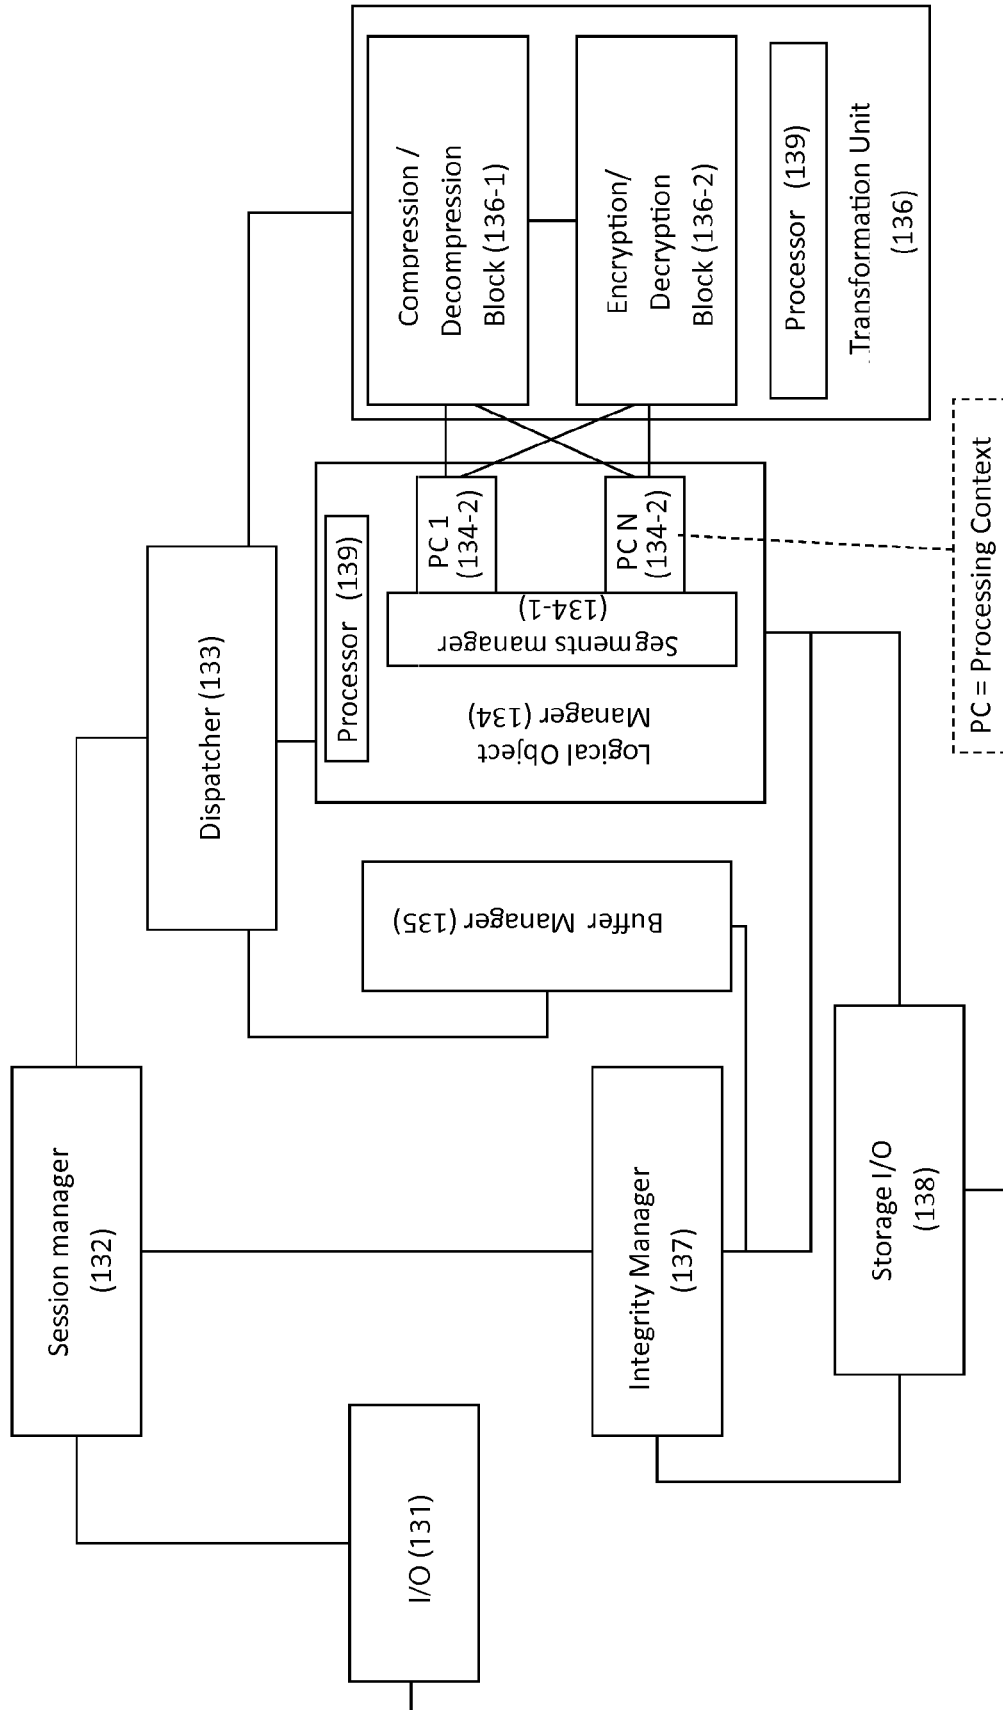 Session manager
(132)
Dispatcher (133)
Compression /
Decompression
Block (136-1)
Encryption/
Decryption
Block (136-2)
Processor (139)
Transformation Unit
(136)
I/O (131)
Buffer Manager (135)
Processor (139)
PC 1
(134-2)
PC N
(134-2)
Segments manager
(134-1)
Logical Object
Manager (134)
Integrity Manager
(137)
Storage I/O
(138)
PC = Processing Context